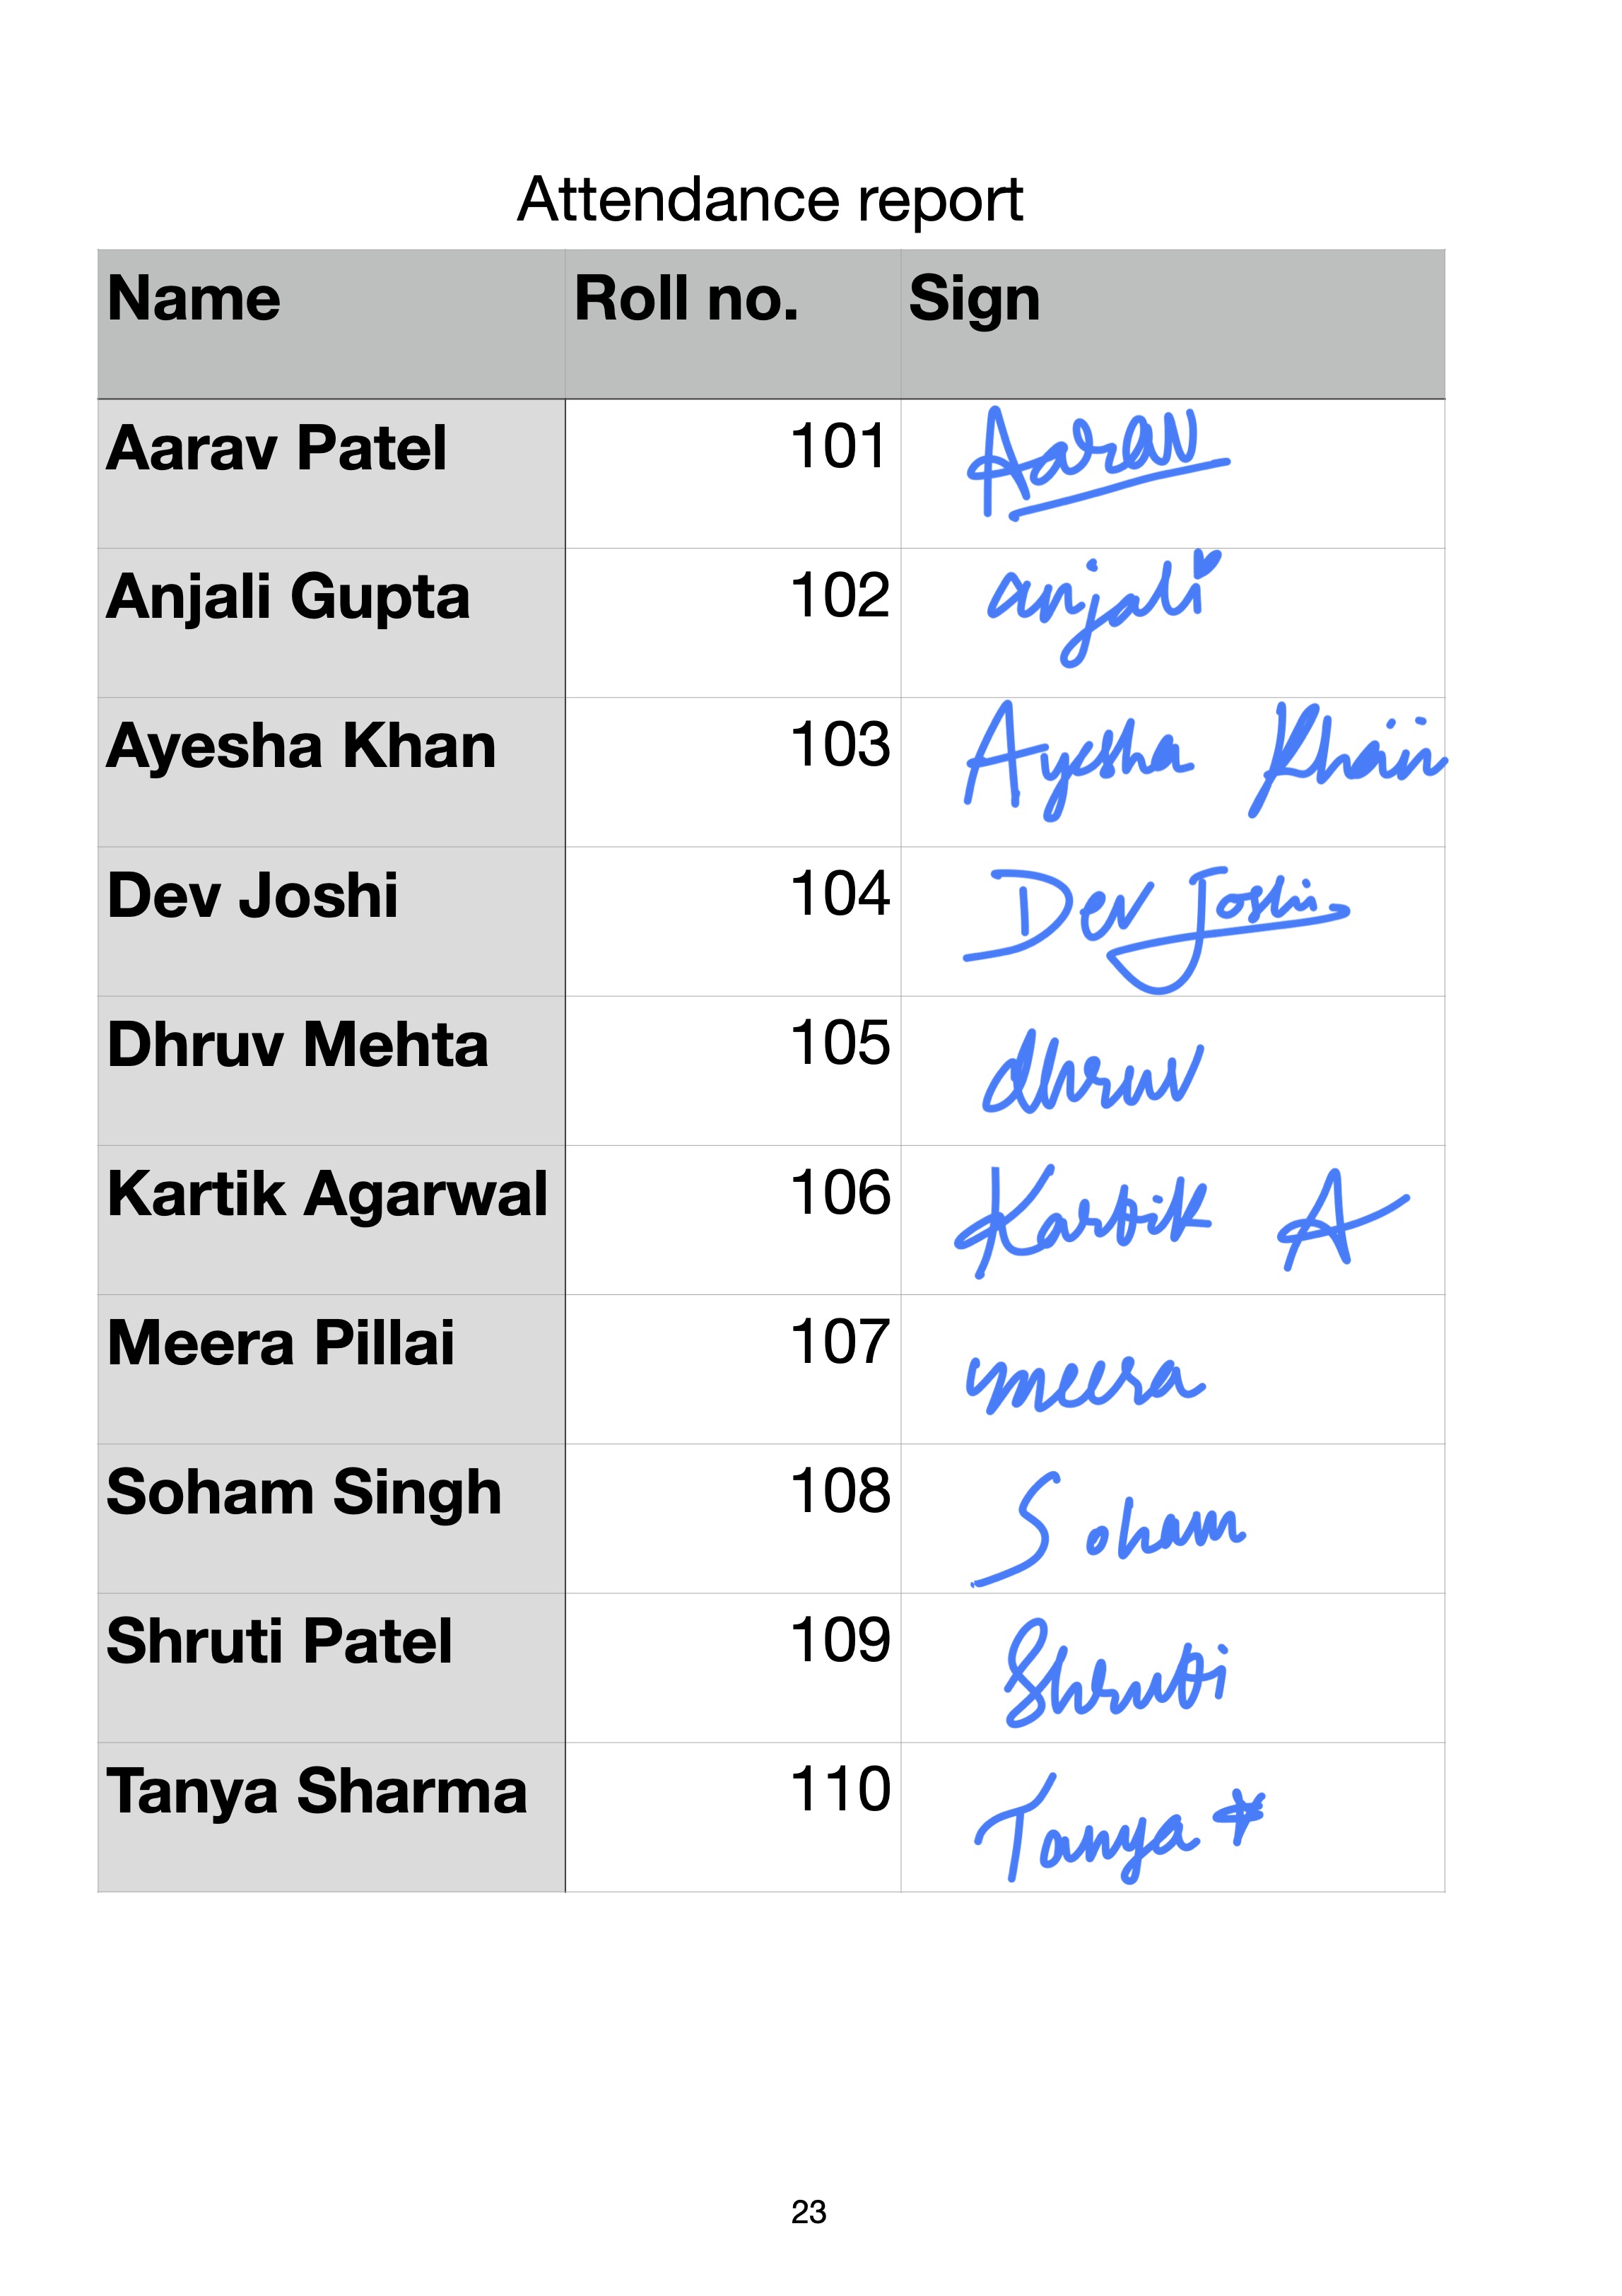 Attendance report
Name Roll no. Sign
Aarav Patel 101 Aarav
Anjali Gupta 102 anjali
Ayesha Khan 103 Ayesha Khan
Dev Joshi 104 Dev Joshi
Dhruv Mehta 105 dhruv
Kartik Agarwal 106 Kartik A
Meera Pillai 107 meera
Soham Singh 108 Soham
Shruti Patel 109 Shruti
Tanya Sharma 110 Tanya
23